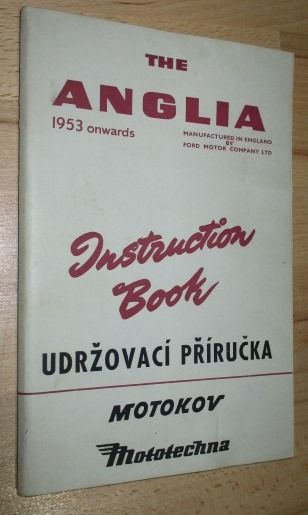 THE
ANGLIA
1953 onwards
MANUFACTURED IN ENGLAND
BY
FORD MOTOR COMPANY LTD
Instruction
Book
UDRŽOVACÍ PŘÍRUČKA
MOTOKOV
Mototechna